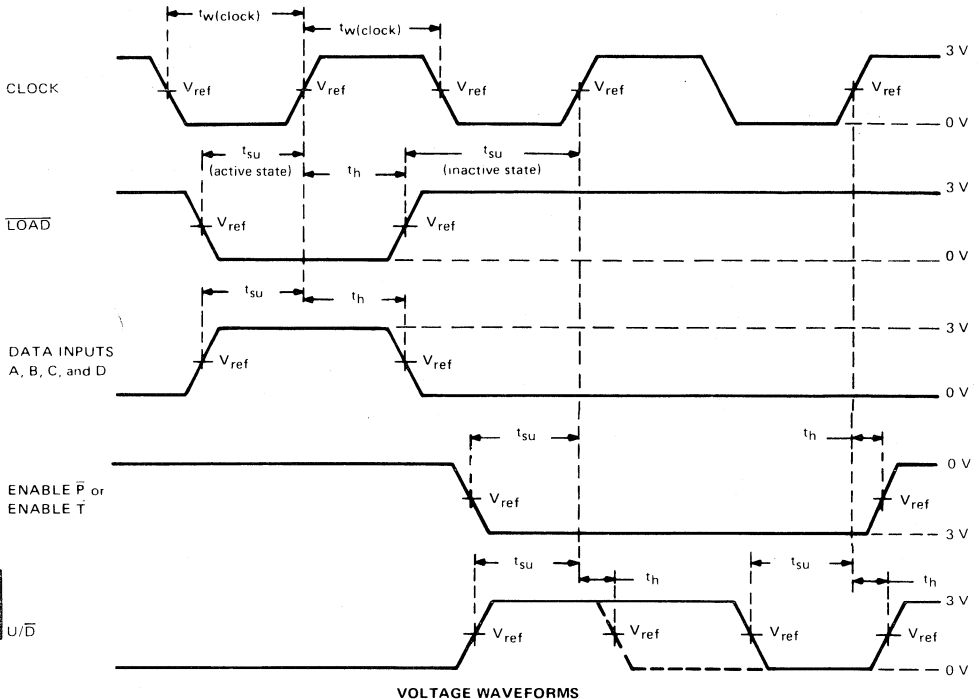 tw(clock)
tw(clock)
3 V
CLOCK
Vref
Vref
Vref
Vref
Vref
0 V
tsu
(active state)
th
tsu
(inactive state)
3 V
LOAD
Vref
Vref
0 V
tsu
th
3 V
DATA INPUTS
A, B, C, and D
Vref
Vref
0 V
tsu
th
0 V
ENABLE P̄ or
ENABLE T
Vref
Vref
3 V
tsu
th
tsu
th
3 V
U/D̄
Vref
Vref
Vref
Vref
0 V
VOLTAGE WAVEFORMS